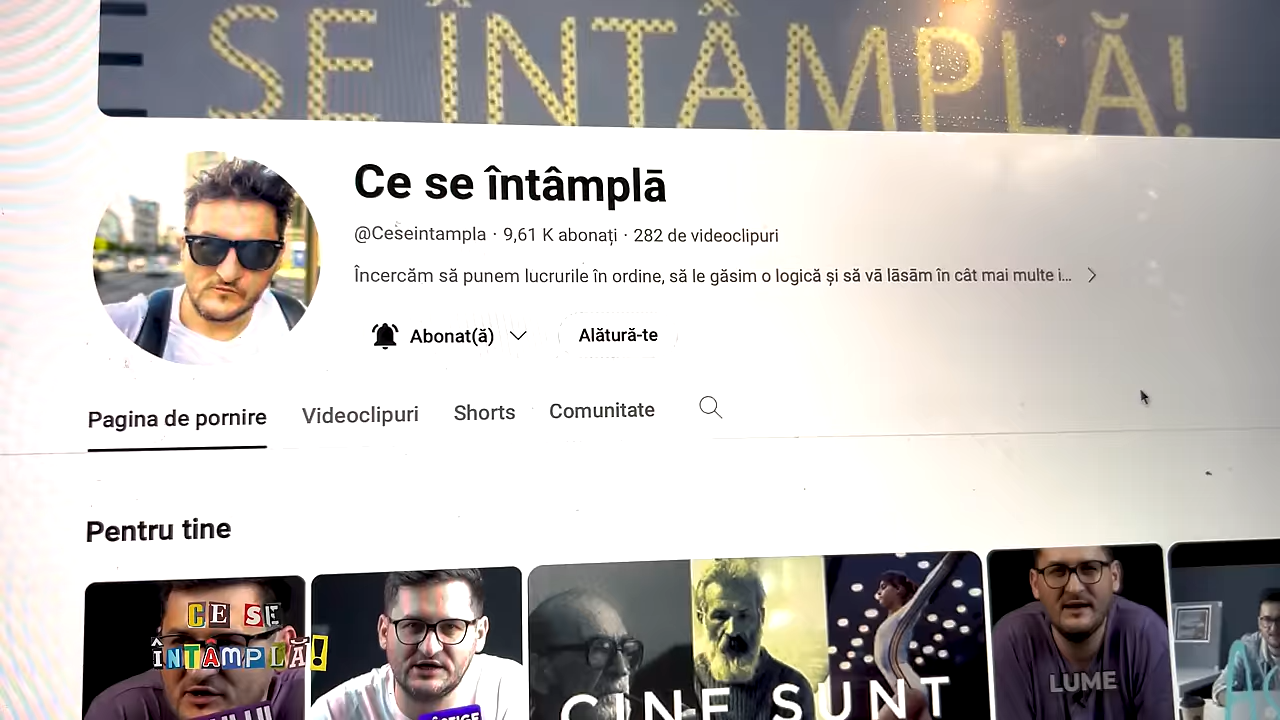 SE ÎNTÂMPLĂ!
Ce se întâmplă
@Ceseintampla · 9,61 K abonați · 282 de videoclipuri
Încercăm să punem lucrurile în ordine, să le găsim o logică și să vă lăsăm în cât mai multe i...
Abonat(ă)
Alătură-te
Pagina de pornire
Videoclipuri
Shorts
Comunitate
Pentru tine
CE SE
ÎNTÂMPLĂ!
CINE SUNT
LUME